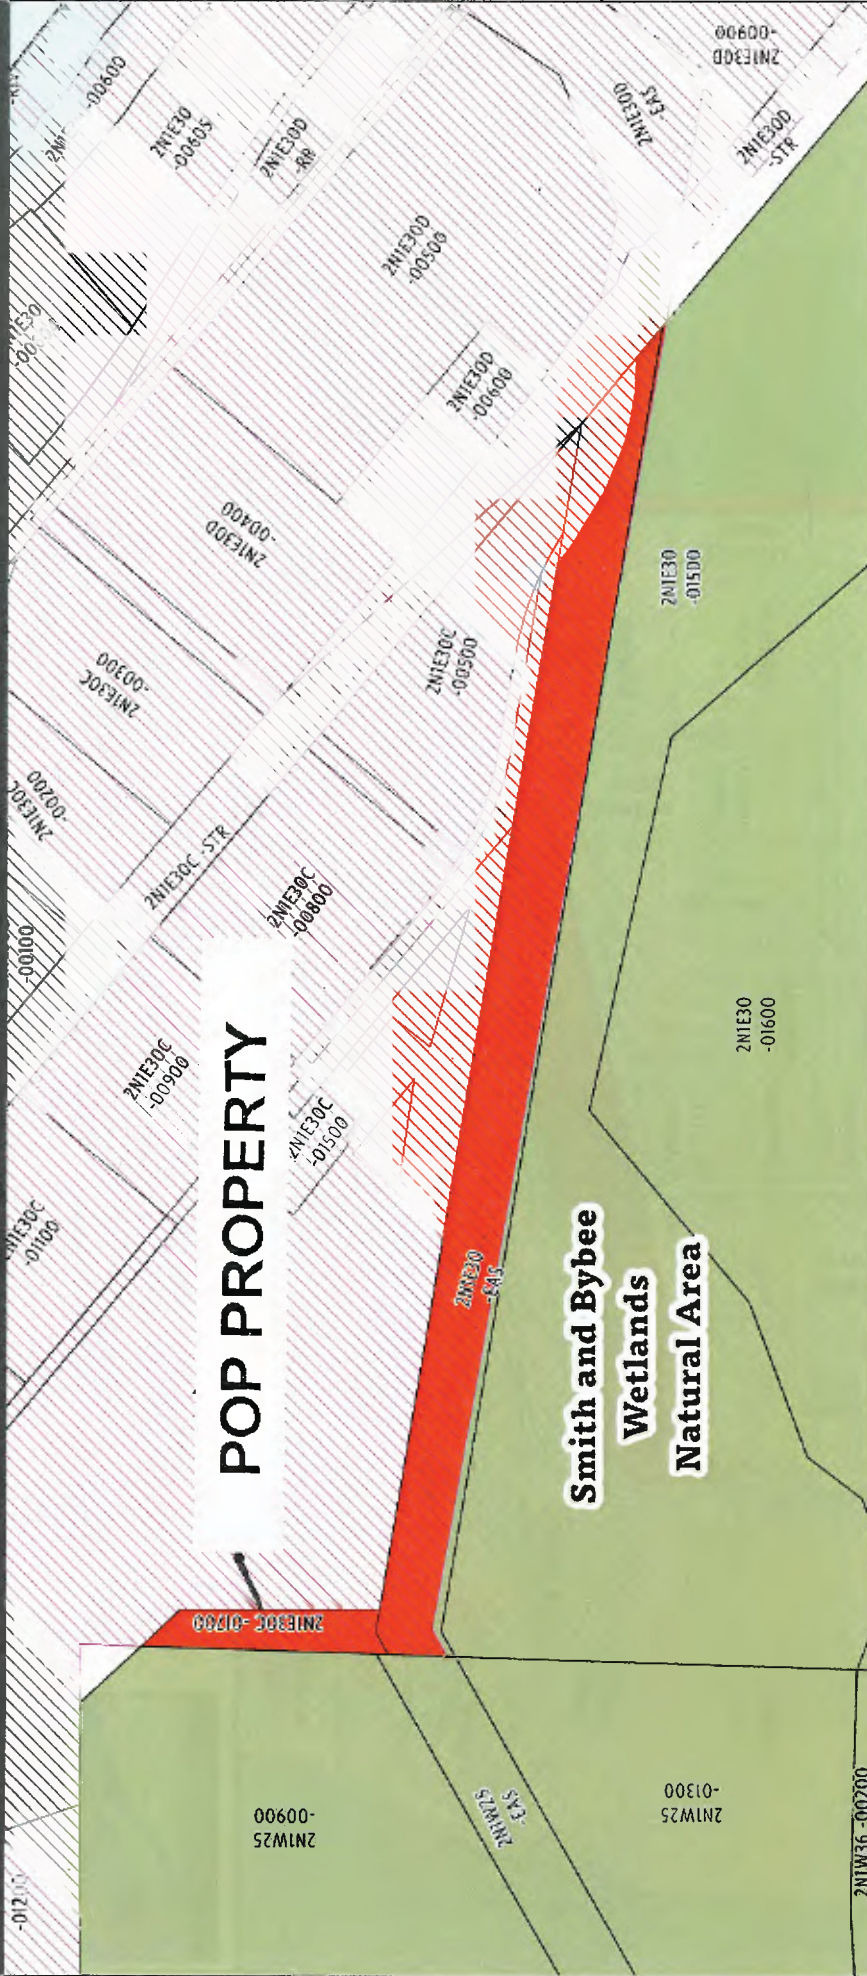 2N1E30D
-00900
-00600
2N1E30
-00605
2N1E30D
-EAS
2N1E30D
-RR
2N1E30D
-STR
2N1E30D
-00500
2N1E30D
-00600
2N1E30D
-00400
2N1E30
-01500
2N1E30C
-00300
2N1E30C
-00500
2N1E30C
-00200
2N1E30C -STR
2N1E30C
-00800
-00100
2N1E30
-01600
2N1E30C
-00900
POP PROPERTY
2N1E30C
-01500
-01100
2N1E30
-EAS
Smith and Bybee
Wetlands
Natural Area
2N1E30C -01700
2N1W25
-00900
2N1W25
-EAS
2N1W25
-01300
2N1W36 -00200